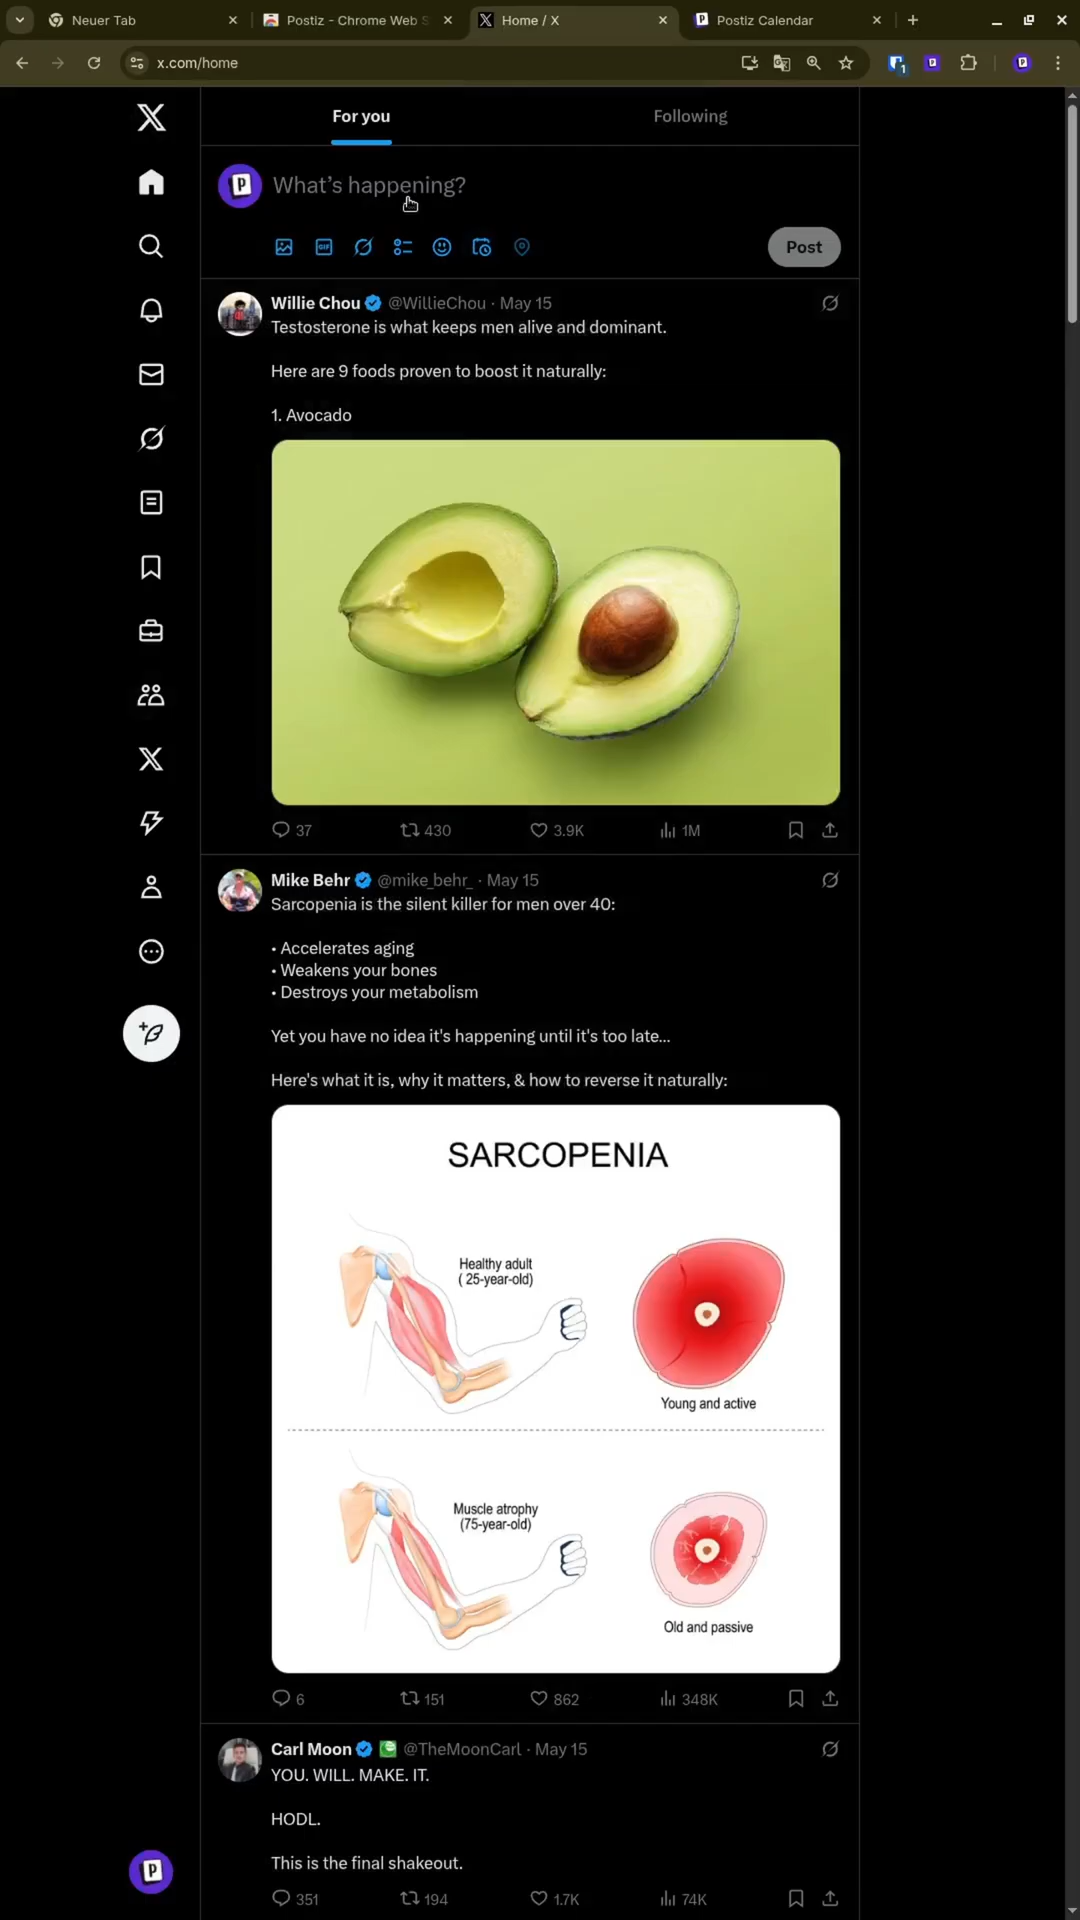 Neuer Tab
Postiz - Chrome Web S
Home / X
Postiz Calendar
x.com/home
1
For you
Following
What's happening?
GIF
Post
Willie Chou @WillieChou · May 15
Testosterone is what keeps men alive and dominant.
Here are 9 foods proven to boost it naturally:
1. Avocado
37 430 3.9K 1M
Mike Behr @mike_behr_ · May 15
Sarcopenia is the silent killer for men over 40:
• Accelerates aging
• Weakens your bones
• Destroys your metabolism
Yet you have no idea it's happening until it's too late...
Here's what it is, why it matters, & how to reverse it naturally:
SARCOPENIA
Healthy adult
( 25-year-old)
Young and active
Muscle atrophy
(75-year-old)
Old and passive
6 151 862 348K
Carl Moon @TheMoonCarl · May 15
YOU. WILL. MAKE. IT.
HODL.
This is the final shakeout.
351 194 1.7K 74K